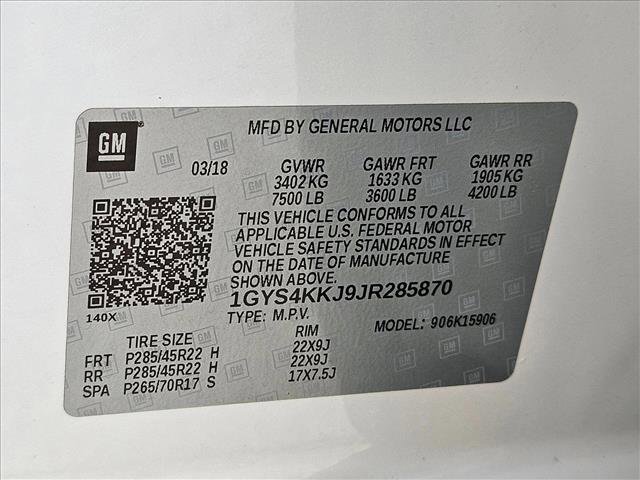 GM
MFD BY GENERAL MOTORS LLC
03/18 GVWR GAWR FRT GAWR RR
3402 KG 1633 KG 1905 KG
7500 LB 3600 LB 4200 LB
THIS VEHICLE CONFORMS TO ALL
APPLICABLE U.S. FEDERAL MOTOR
VEHICLE SAFETY STANDARDS IN EFFECT
ON THE DATE OF MANUFACTURE
SHOWN ABOVE.
1GYS4KKJ9JR285870
140X TYPE: M.P.V. MODEL: 906K15906
TIRE SIZE RIM
FRT P285/45R22 H 22X9J
RR P285/45R22 H 22X9J
SPA P265/70R17 S 17X7.5J